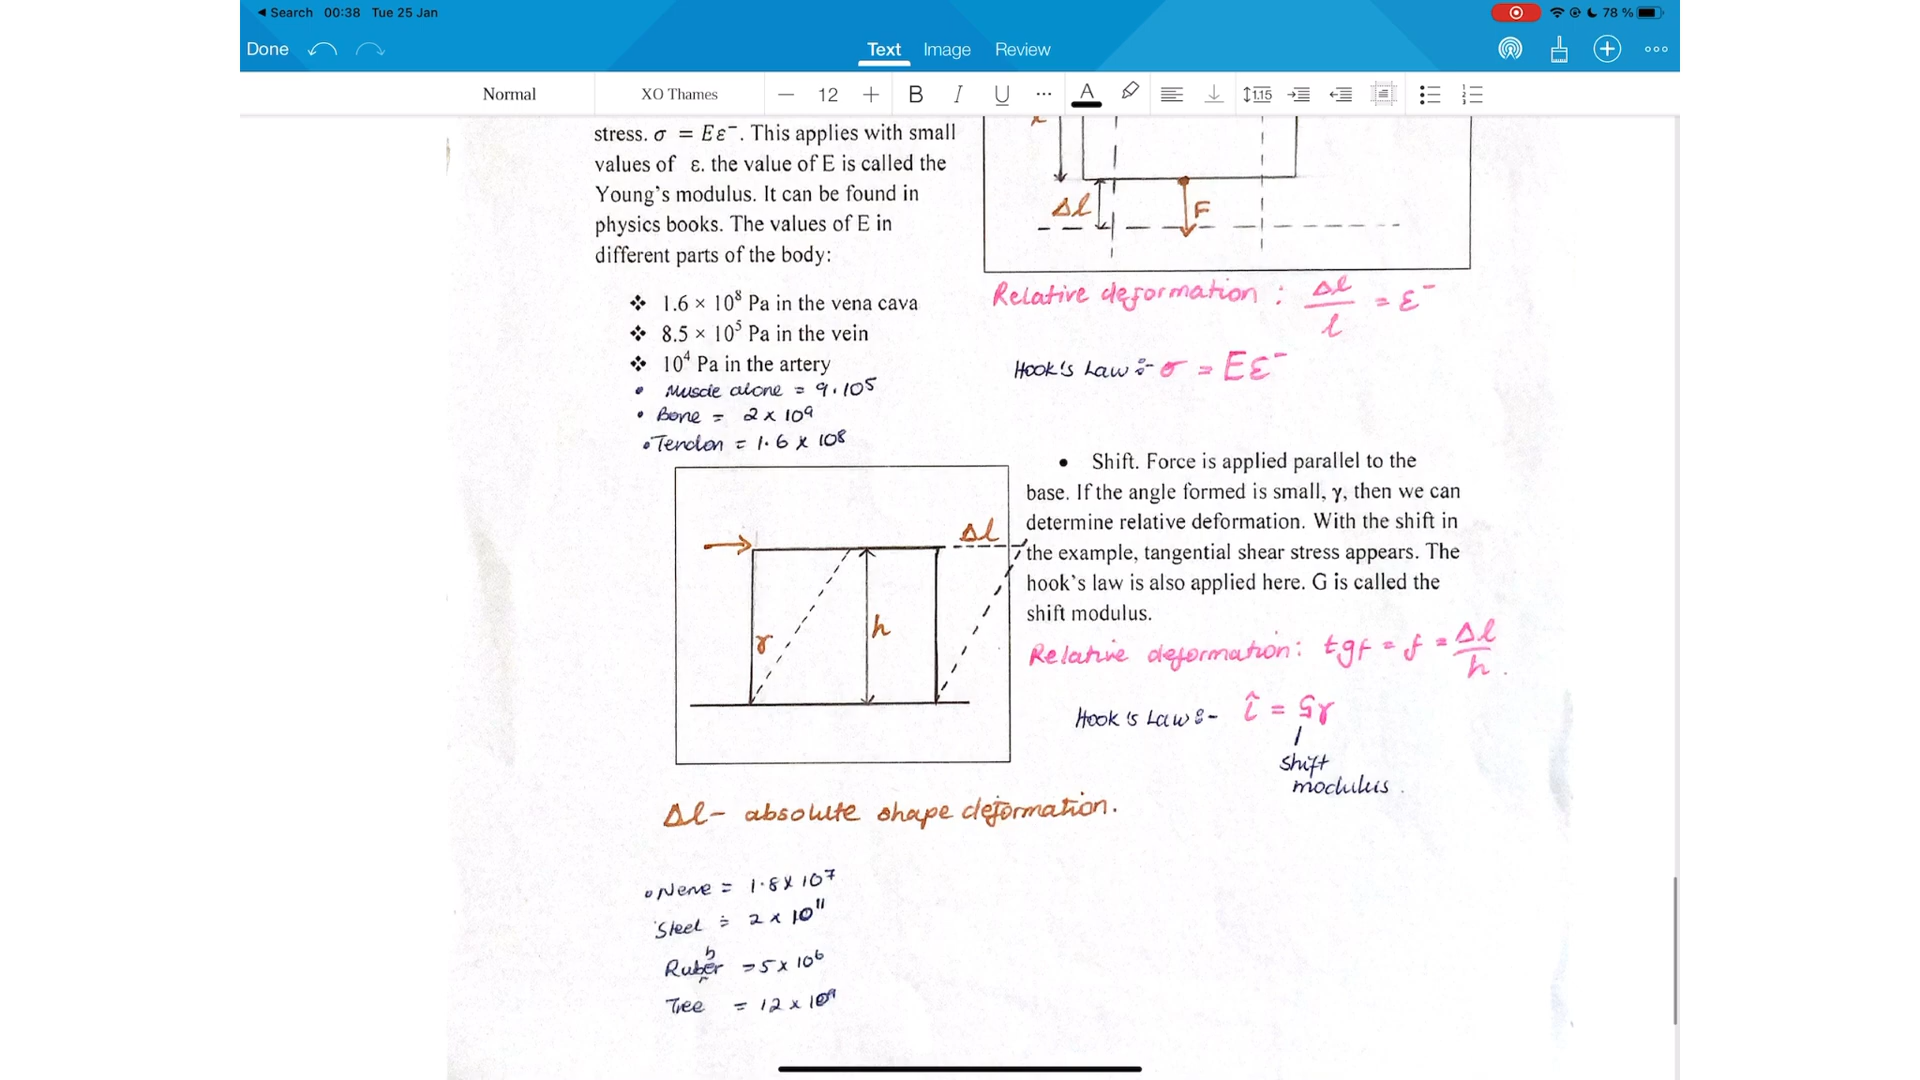 Search 00:38 Tue 25 Jan
78 %
Done
Text Image Review
Normal XO Thames 12 B I U ... A 1.15
stress. σ = Eε⁻. This applies with small
values of ε. the value of E is called the
Young's modulus. It can be found in
physics books. The values of E in
different parts of the body:
❖ 1.6 × 10⁸ Pa in the vena cava
❖ 8.5 × 10⁵ Pa in the vein
❖ 10⁴ Pa in the artery
• Muscle alone = 9.10⁵
• Bone = 2 x 10⁹
• Tendon = 1.6 x 10⁸
Δl F
Relative deformation : Δl/l = ε⁻
Hook's Law :- σ = Eε⁻
Δl
γ h
• Shift. Force is applied parallel to the
base. If the angle formed is small, γ, then we can
determine relative deformation. With the shift in
the example, tangential shear stress appears. The
hook's law is also applied here. G is called the
shift modulus.
Relative deformation: tgf = f = Δl/h.
Hook's Law :- = Gγ
shift
modulus.
Δl - absolute shape deformation.
• Nerve = 1.8 x 10⁷
Steel = 2 x 10¹¹
Rubber = 5 x 10⁶
Tree = 12 x 10⁹